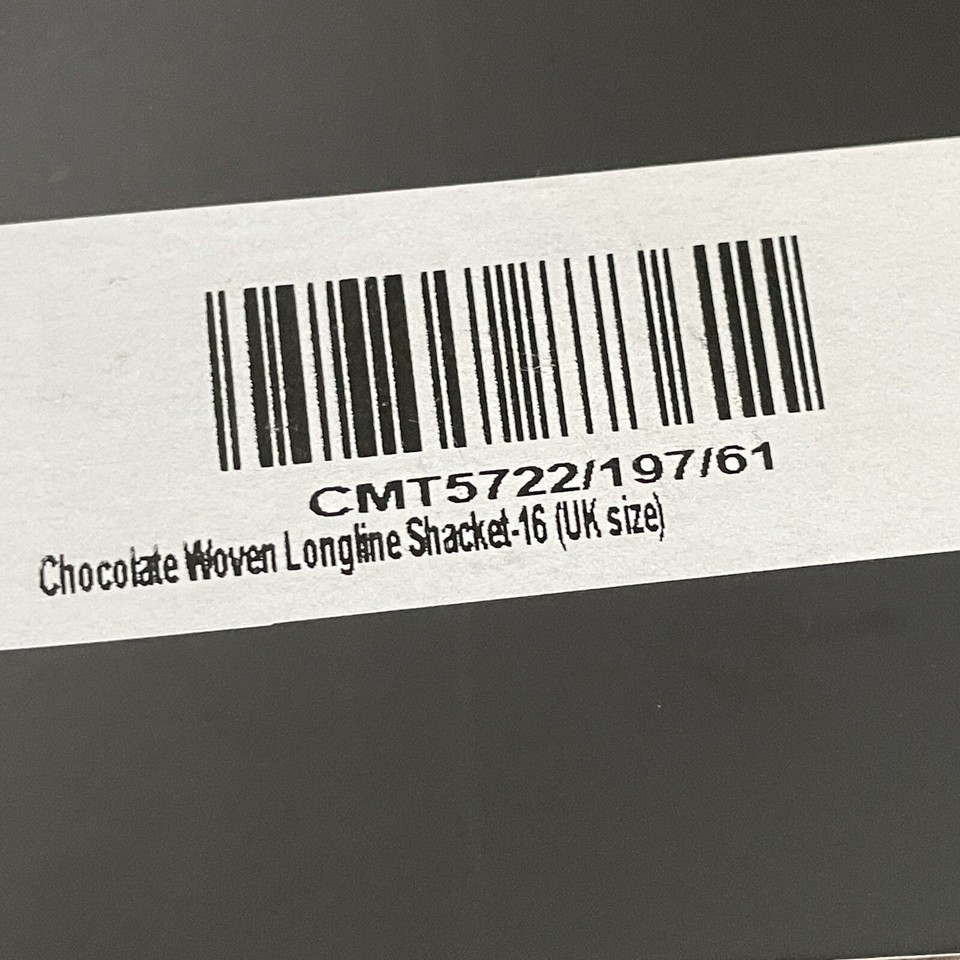 CMT5722/197/61
Chocolate Woven Longline Shacket-16 (UK size)